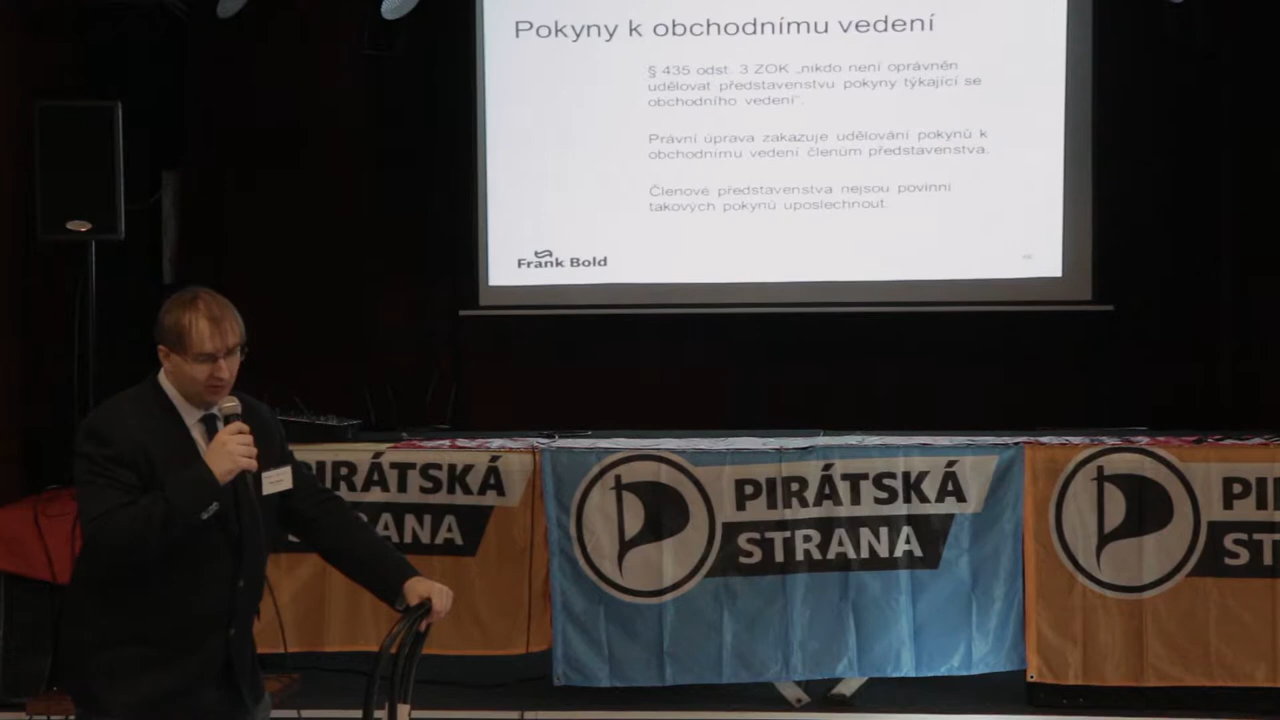 Pokyny k obchodnímu vedení
§ 435 odst. 3 ZOK „nikdo není oprávněn
udělovat představenstvu pokyny týkající se
obchodního vedení“.
Právní úprava zakazuje udělování pokynů k
obchodnímu vedení členům představenstva.
Členové představenstva nejsou povinni
takových pokynů uposlechnout.
Frank Bold
PIRÁTSKÁ
STRANA
PIRÁTSKÁ
STRANA
PI
ST